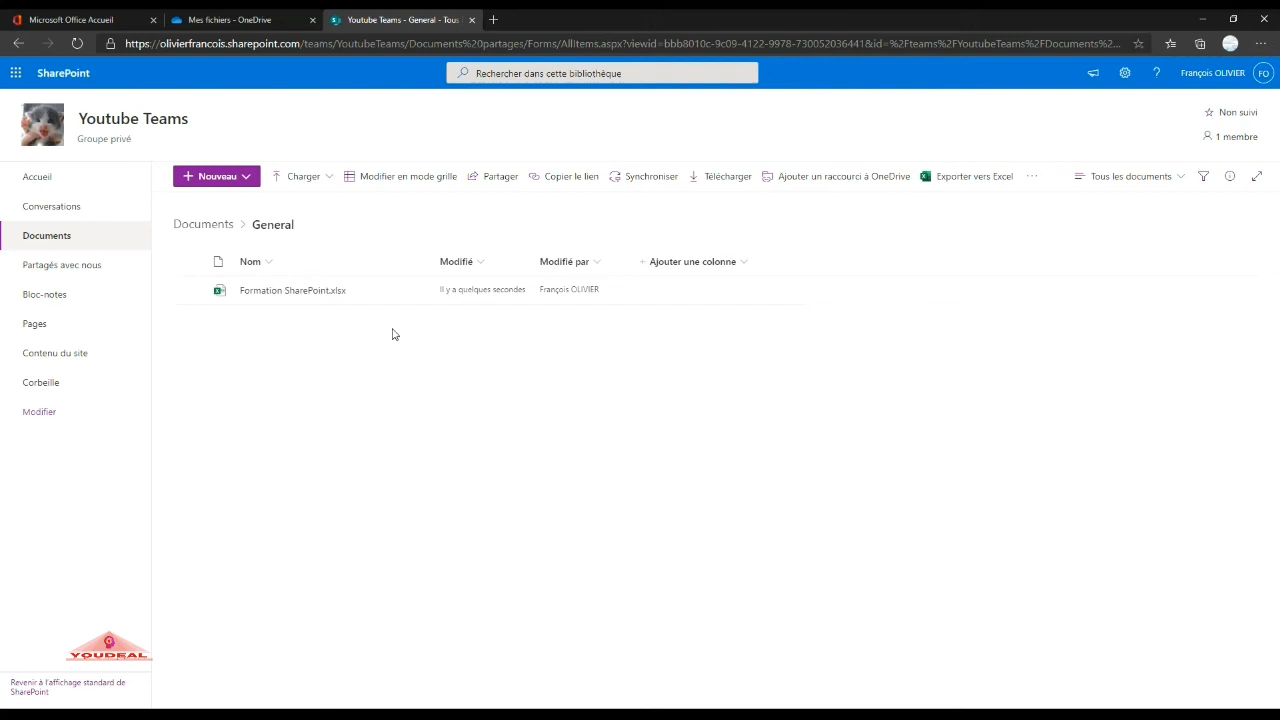 Microsoft Office Accueil
Mes fichiers - OneDrive
Youtube Teams - General - Tous
https://olivierfrancois.sharepoint.com/teams/YoutubeTeams/Documents%20partages/Forms/AllItems.aspx?viewid=bbb8010c-9c09-4122-9978-730052036441&id=%2Fteams%2FYoutubeTeams%2FDocuments%2...
SharePoint
Rechercher dans cette bibliothèque
François OLIVIER
FO
Youtube Teams
Groupe privé
Non suivi
1 membre
Accueil
Conversations
Documents
Partagés avec nous
Bloc-notes
Pages
Contenu du site
Corbeille
Modifier
Nouveau
Charger
Modifier en mode grille
Partager
Copier le lien
Synchroniser
Télécharger
Ajouter un raccourci à OneDrive
Exporter vers Excel
...
Tous les documents
Documents > General
Nom
Modifié
Modifié par
+ Ajouter une colonne
Formation SharePoint.xlsx
Il y a quelques secondes
François OLIVIER
YOUDEAL
Revenir à l'affichage standard de
SharePoint